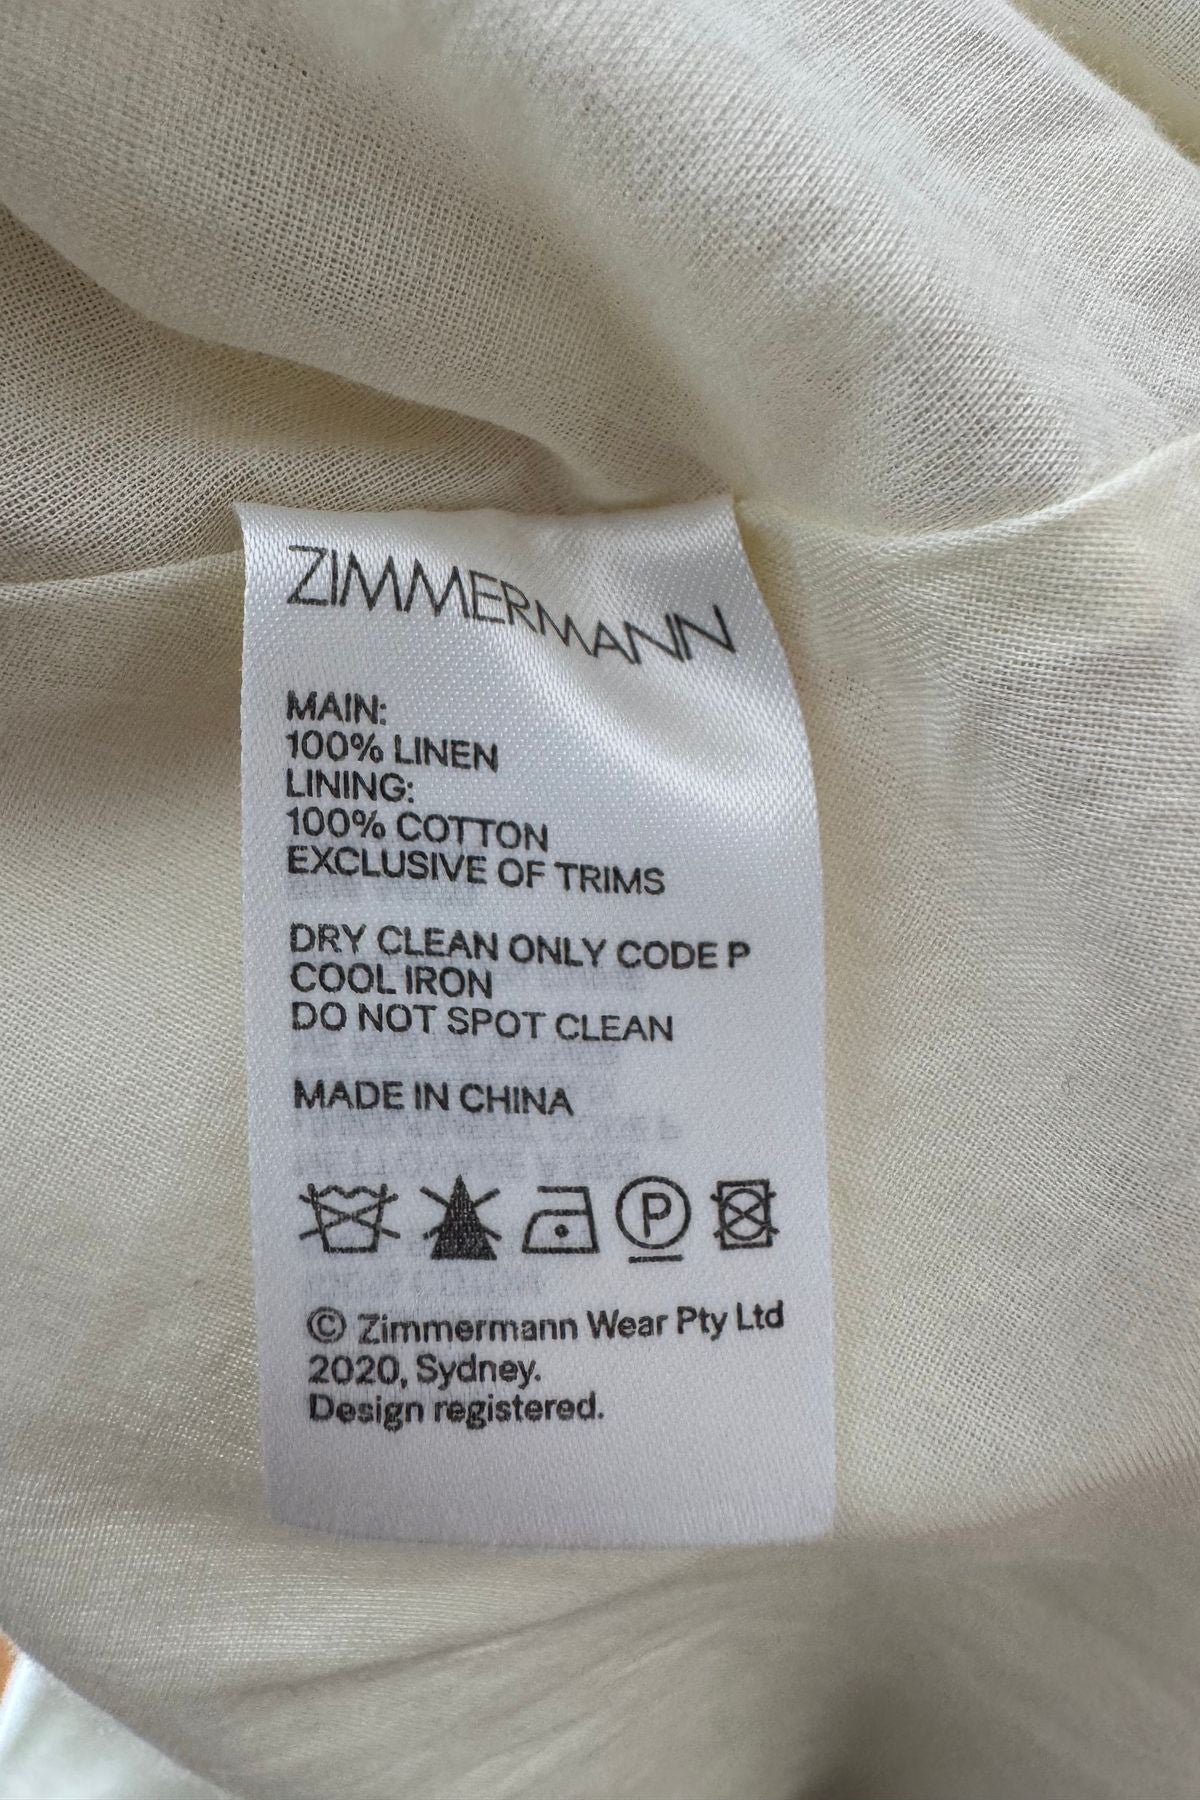 ZIMMERMANN
MAIN:
100% LINEN
LINING:
100% COTTON
EXCLUSIVE OF TRIMS
DRY CLEAN ONLY CODE P
COOL IRON
DO NOT SPOT CLEAN
MADE IN CHINA
P
© Zimmermann Wear Pty Ltd
2020, Sydney.
Design registered.